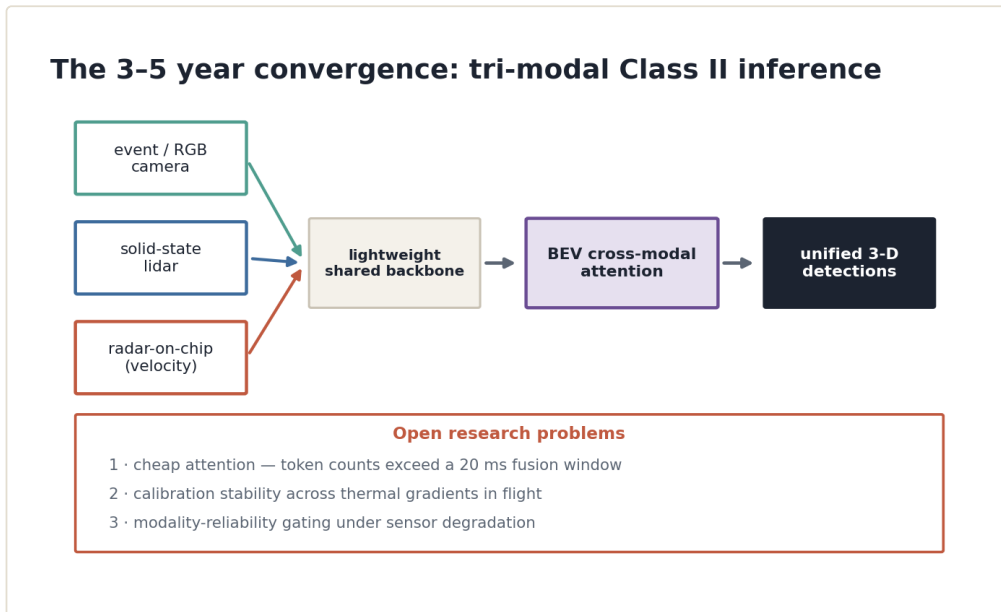 The 3–5 year convergence: tri-modal Class II inference
event / RGB
camera
solid-state
lidar
radar-on-chip
(velocity)
lightweight
shared backbone
BEV cross-modal
attention
unified 3-D
detections
Open research problems
1 · cheap attention — token counts exceed a 20 ms fusion window
2 · calibration stability across thermal gradients in flight
3 · modality-reliability gating under sensor degradation